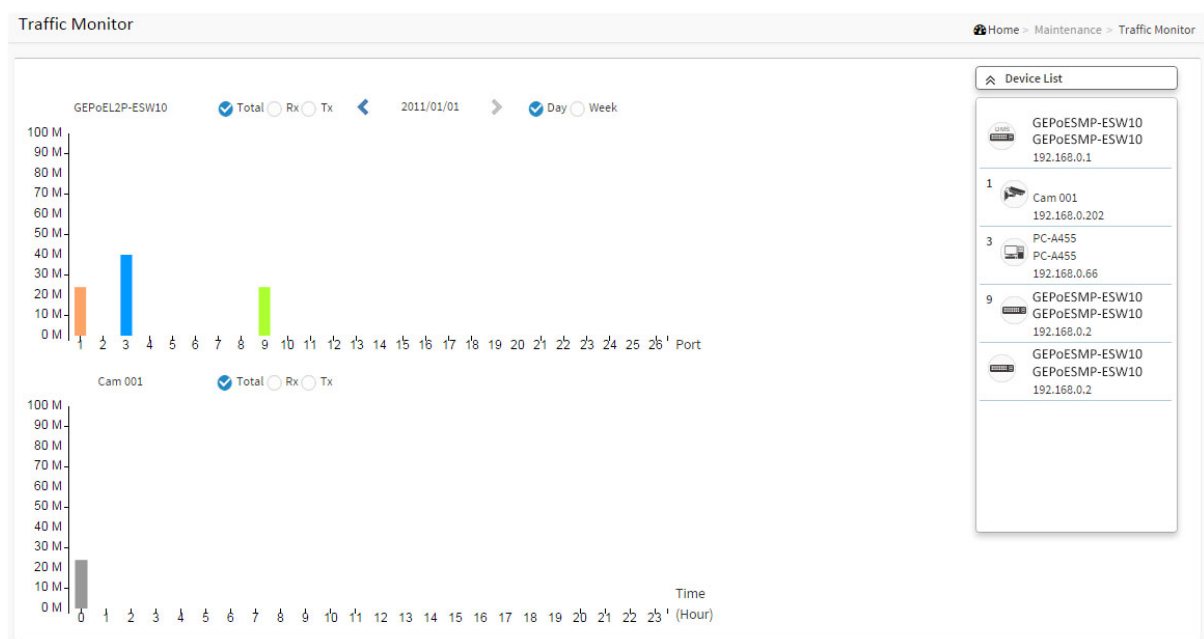 Traffic Monitor
Home > Maintenance > Traffic Monitor
Device List
GEPoEL2P-ESW10 Total Rx Tx 2011/01/01 Day Week
100 M
90 M
80 M
70 M
60 M
50 M
40 M
30 M
20 M
10 M
0 M
1 2 3 4 5 6 7 8 9 10 11 12 13 14 15 16 17 18 19 20 21 22 23 24 25 26 Port
Cam 001 Total Rx Tx
100 M
90 M
80 M
70 M
60 M
50 M
40 M
30 M
20 M
10 M
0 M
0 1 2 3 4 5 6 7 8 9 10 11 12 13 14 15 16 17 18 19 20 21 22 23
Time
(Hour)
DMS
GEPoESMP-ESW10
GEPoESMP-ESW10
192.168.0.1
1
Cam 001
192.168.0.202
3
PC-A455
PC-A455
192.168.0.66
9
GEPoESMP-ESW10
GEPoESMP-ESW10
192.168.0.2
GEPoESMP-ESW10
GEPoESMP-ESW10
192.168.0.2